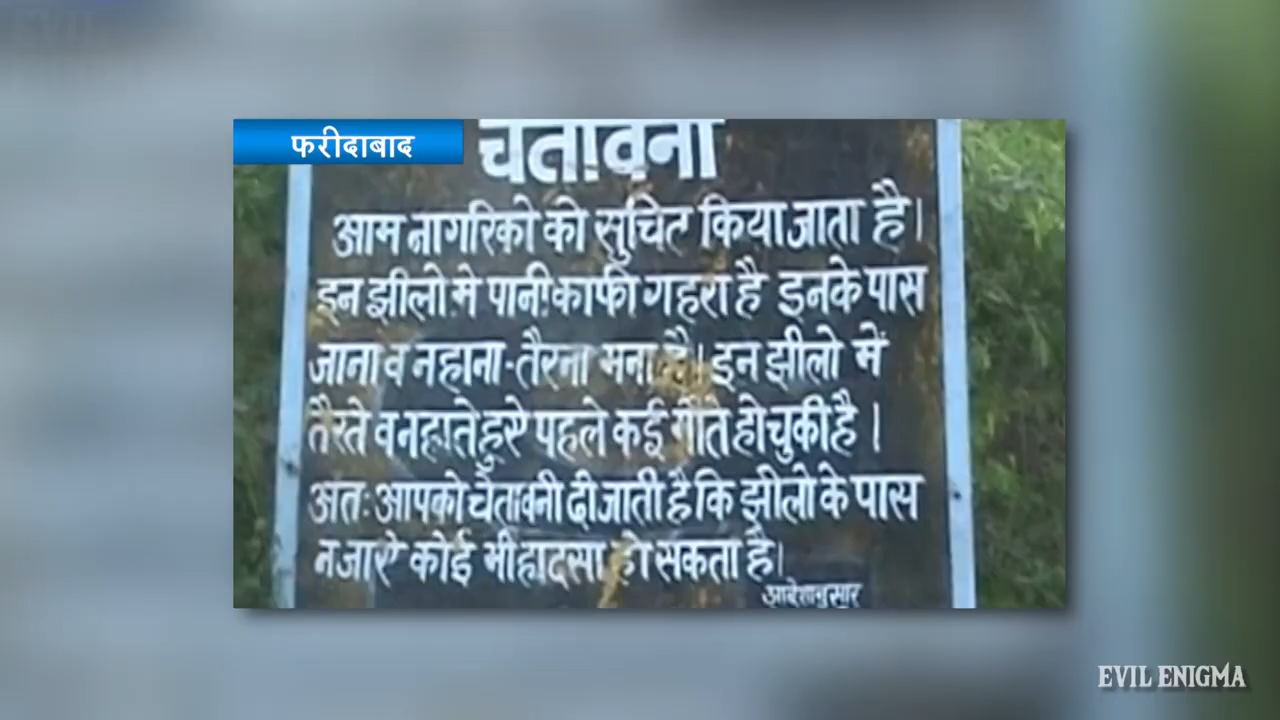 फरीदाबाद
चेतावनी
आम नागरिको को सुचित किया जाता है।
इन झीलो मे पानी काफी गहरा है इनके पास
जाना व नहाना-तैरना मना है। इन झीलो में
तैरते व नहाते हुऐ पहले कई मौते हो चुकी है।
अतः आपको चेतावनी दी जाती है कि झीलो के पास
न जाऐ कोई भी हादसा हो सकता है।
आदेशानुसार
EVIL ENIGMA